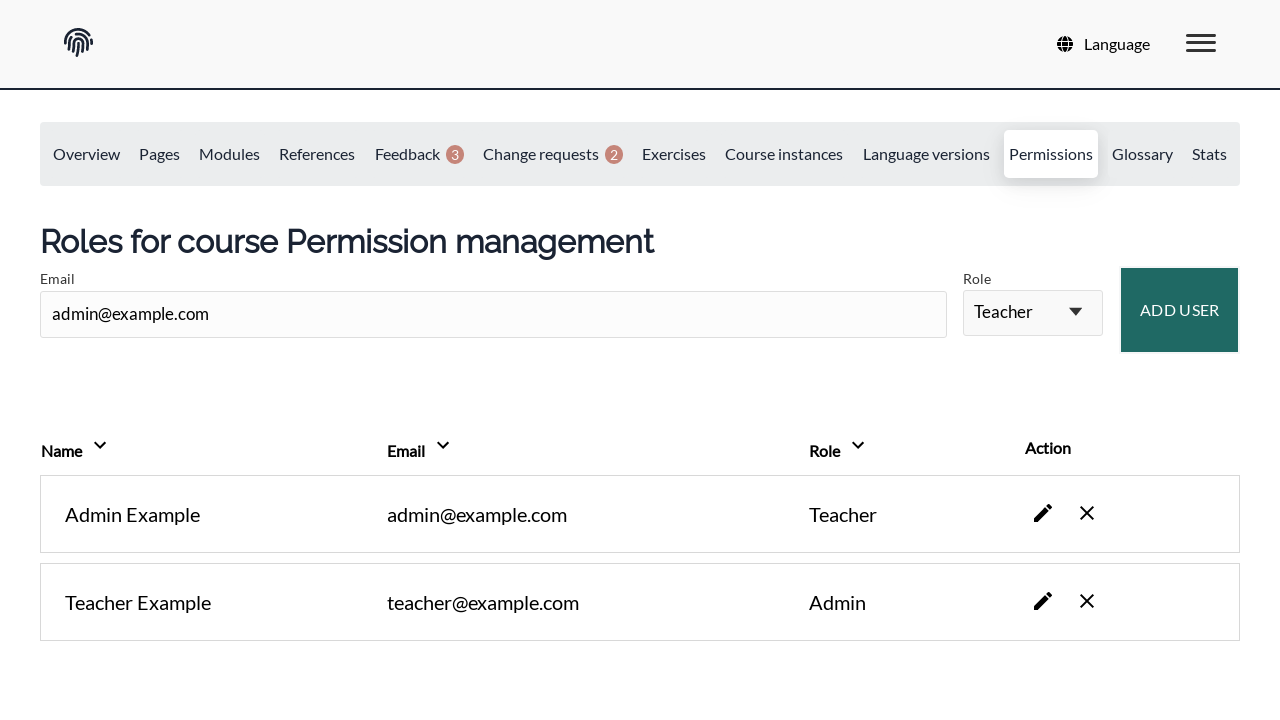 Language
Overview Pages Modules References Feedback 3 Change requests 2 Exercises Course instances Language versions Permissions Glossary Stats
Roles for course Permission management
Email
admin@example.com
Role
Teacher
ADD USER
Name Email Role Action
Admin Example admin@example.com Teacher
Teacher Example teacher@example.com Admin